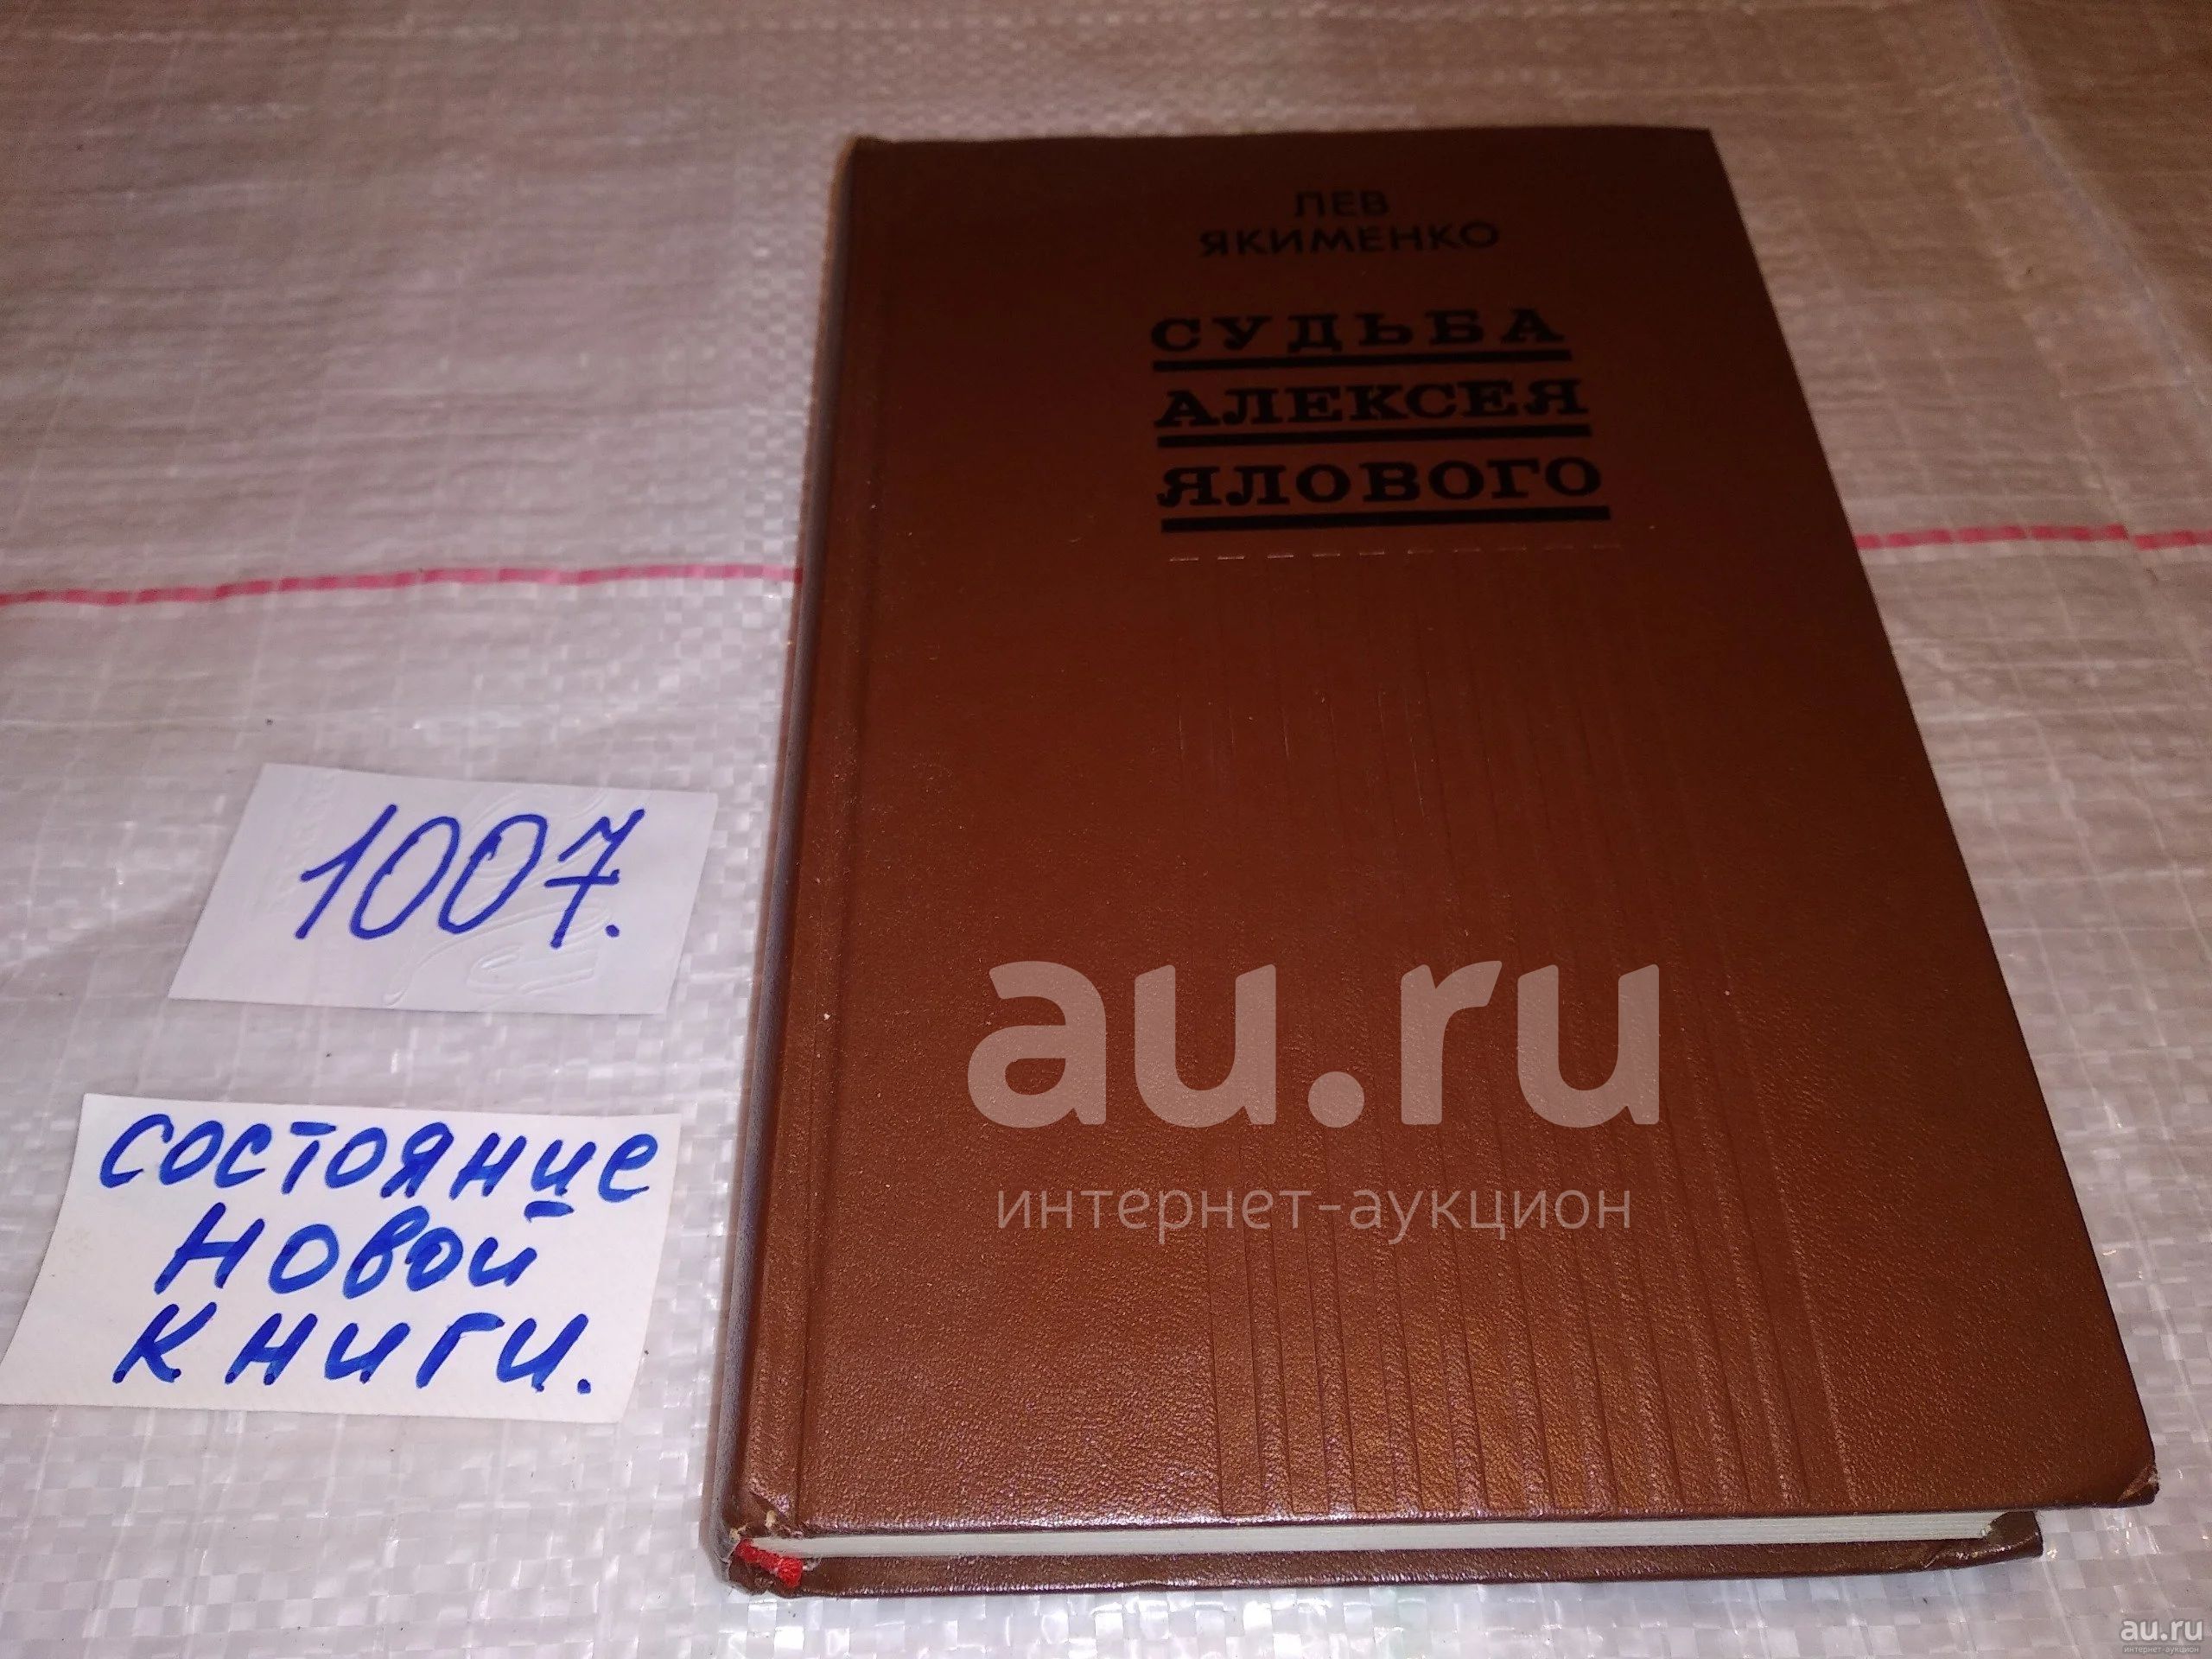 ЛЕВ
ЯКИМЕНКО
СУДЬБА
АЛЕКСЕЯ
ЯЛОВОГО
1007.
состояние
новой
книги.
au.ru
интернет-аукцион
au.ru
интернет-аукцион